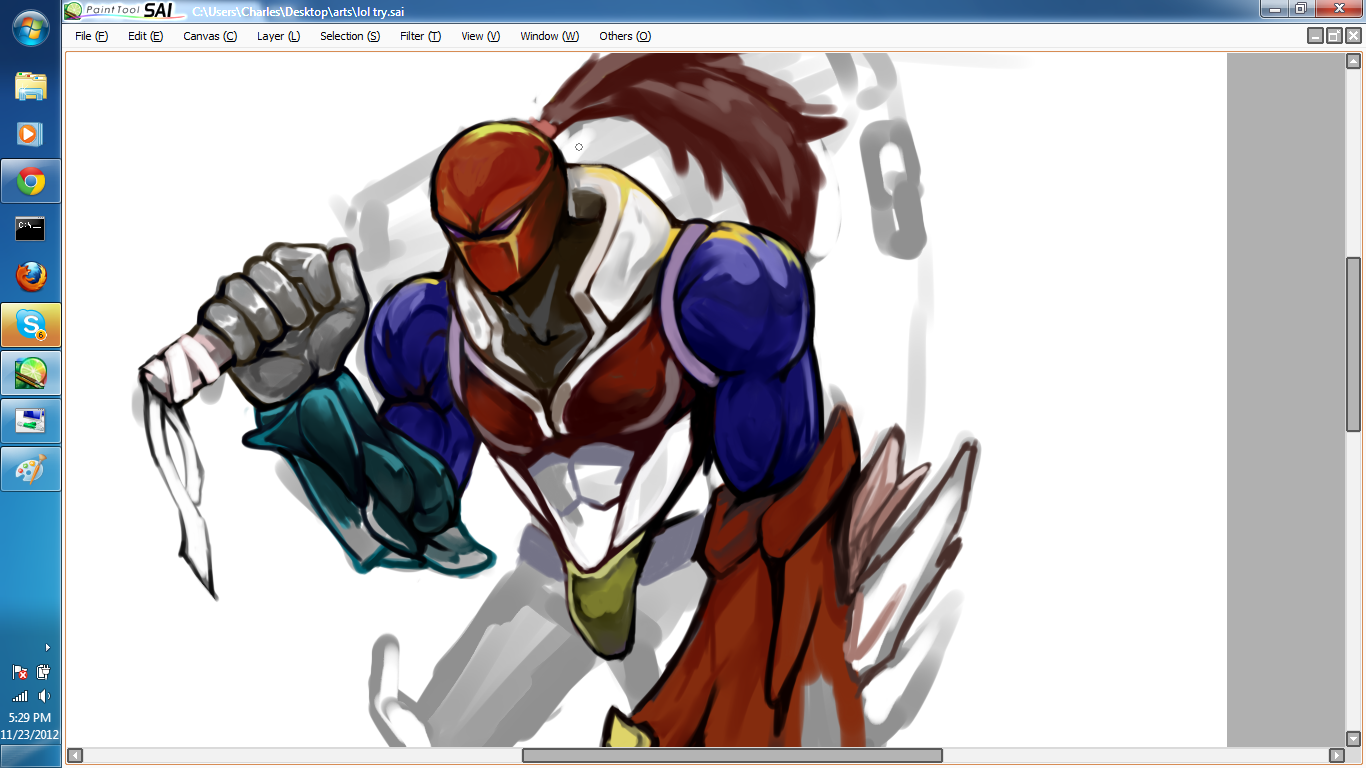 PaintTool SAI C:\Users\Charles\Desktop\arts\lol try.sai
File (F) Edit (E) Canvas (C) Layer (L) Selection (S) Filter (T) View (V) Window (W) Others (O)
C:\_
S
6
5:29 PM
11/23/2012